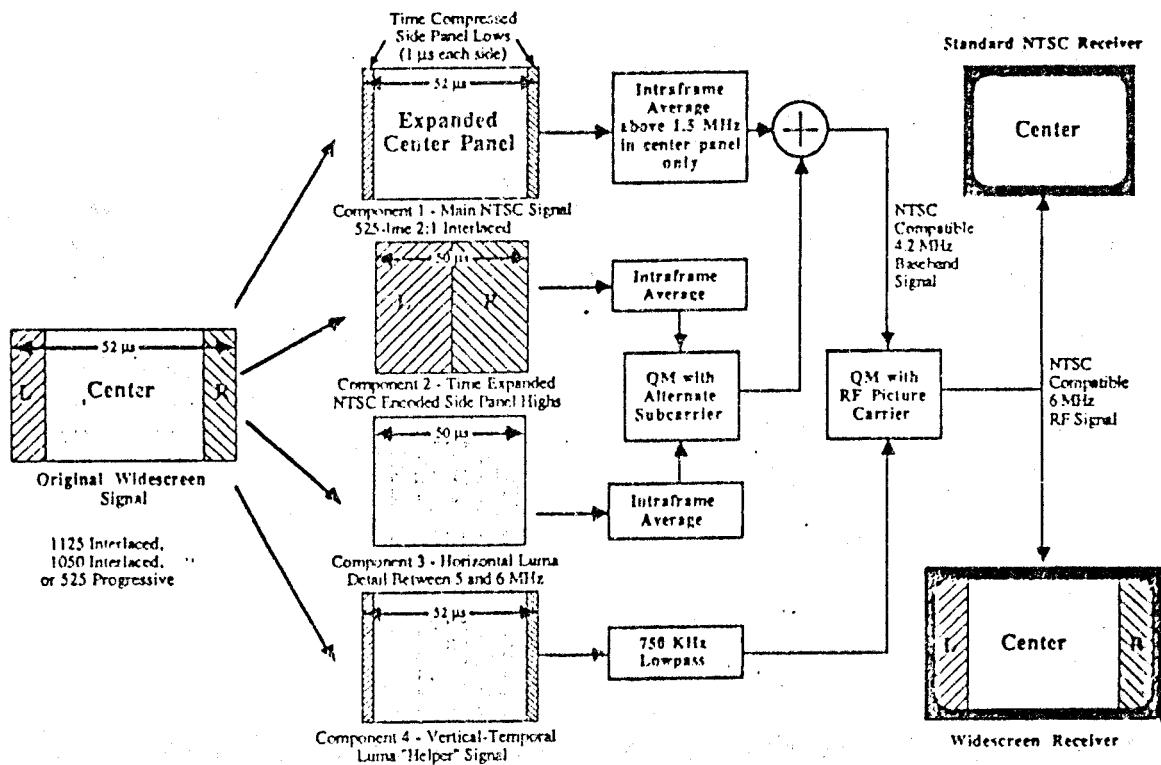 Time Compressed
Side Panel Lows
(1 µs each side)
52 µs
Expanded
Center Panel
Component 1 - Main NTSC Signal
525-line 2:1 Interlaced
Intraframe
Average
above 1.5 MHz
in center panel
only
Standard NTSC Receiver
Center
NTSC
Compatible
4.2 MHz
Baseband
Signal
50 µs
L
R
Component 2 - Time Expanded
NTSC Encoded Side Panel Highs
Intraframe
Average
52 µs
L
Center
R
Original Widescreen
Signal
1125 Interlaced,
1050 Interlaced,
or 525 Progressive
QM with
Alternate
Subcarrier
QM with
RF Picture
Carrier
NTSC
Compatible
6 MHz
RF Signal
50 µs
Component 3 - Horizontal Luma
Detail Between 5 and 6 MHz
Intraframe
Average
52 µs
Component 4 - Vertical-Temporal
Luma "Helper" Signal
750 KHz
Lowpass
L
Center
R
Widescreen Receiver